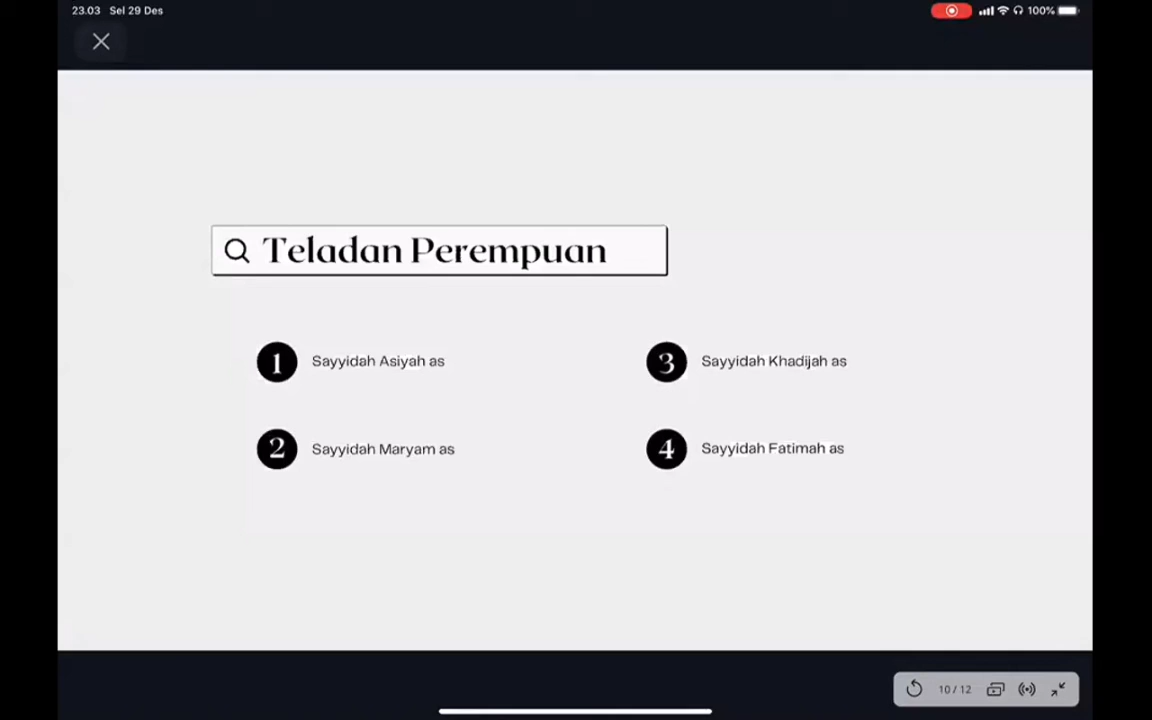 23.03 Sel 29 Des
100%
Teladan Perempuan
1 Sayyidah Asiyah as
2 Sayyidah Maryam as
3 Sayyidah Khadijah as
4 Sayyidah Fatimah as
10 / 12